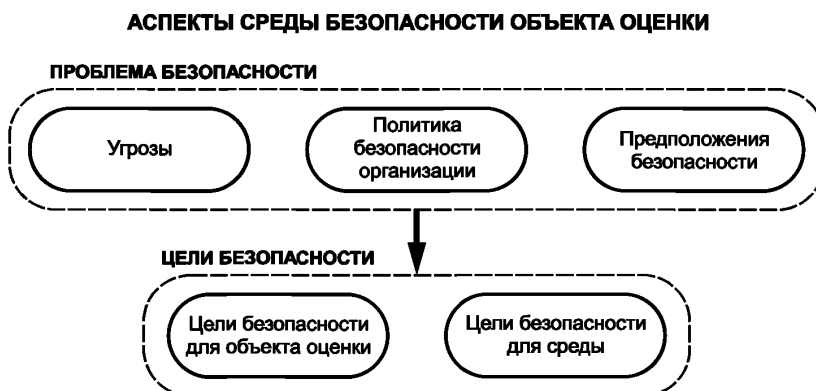 АСПЕКТЫ СРЕДЫ БЕЗОПАСНОСТИ ОБЪЕКТА ОЦЕНКИ
ПРОБЛЕМА БЕЗОПАСНОСТИ
Угрозы
Политика
безопасности
организации
Предположения
безопасности
ЦЕЛИ БЕЗОПАСНОСТИ
Цели безопасности
для объекта оценки
Цели безопасности
для среды